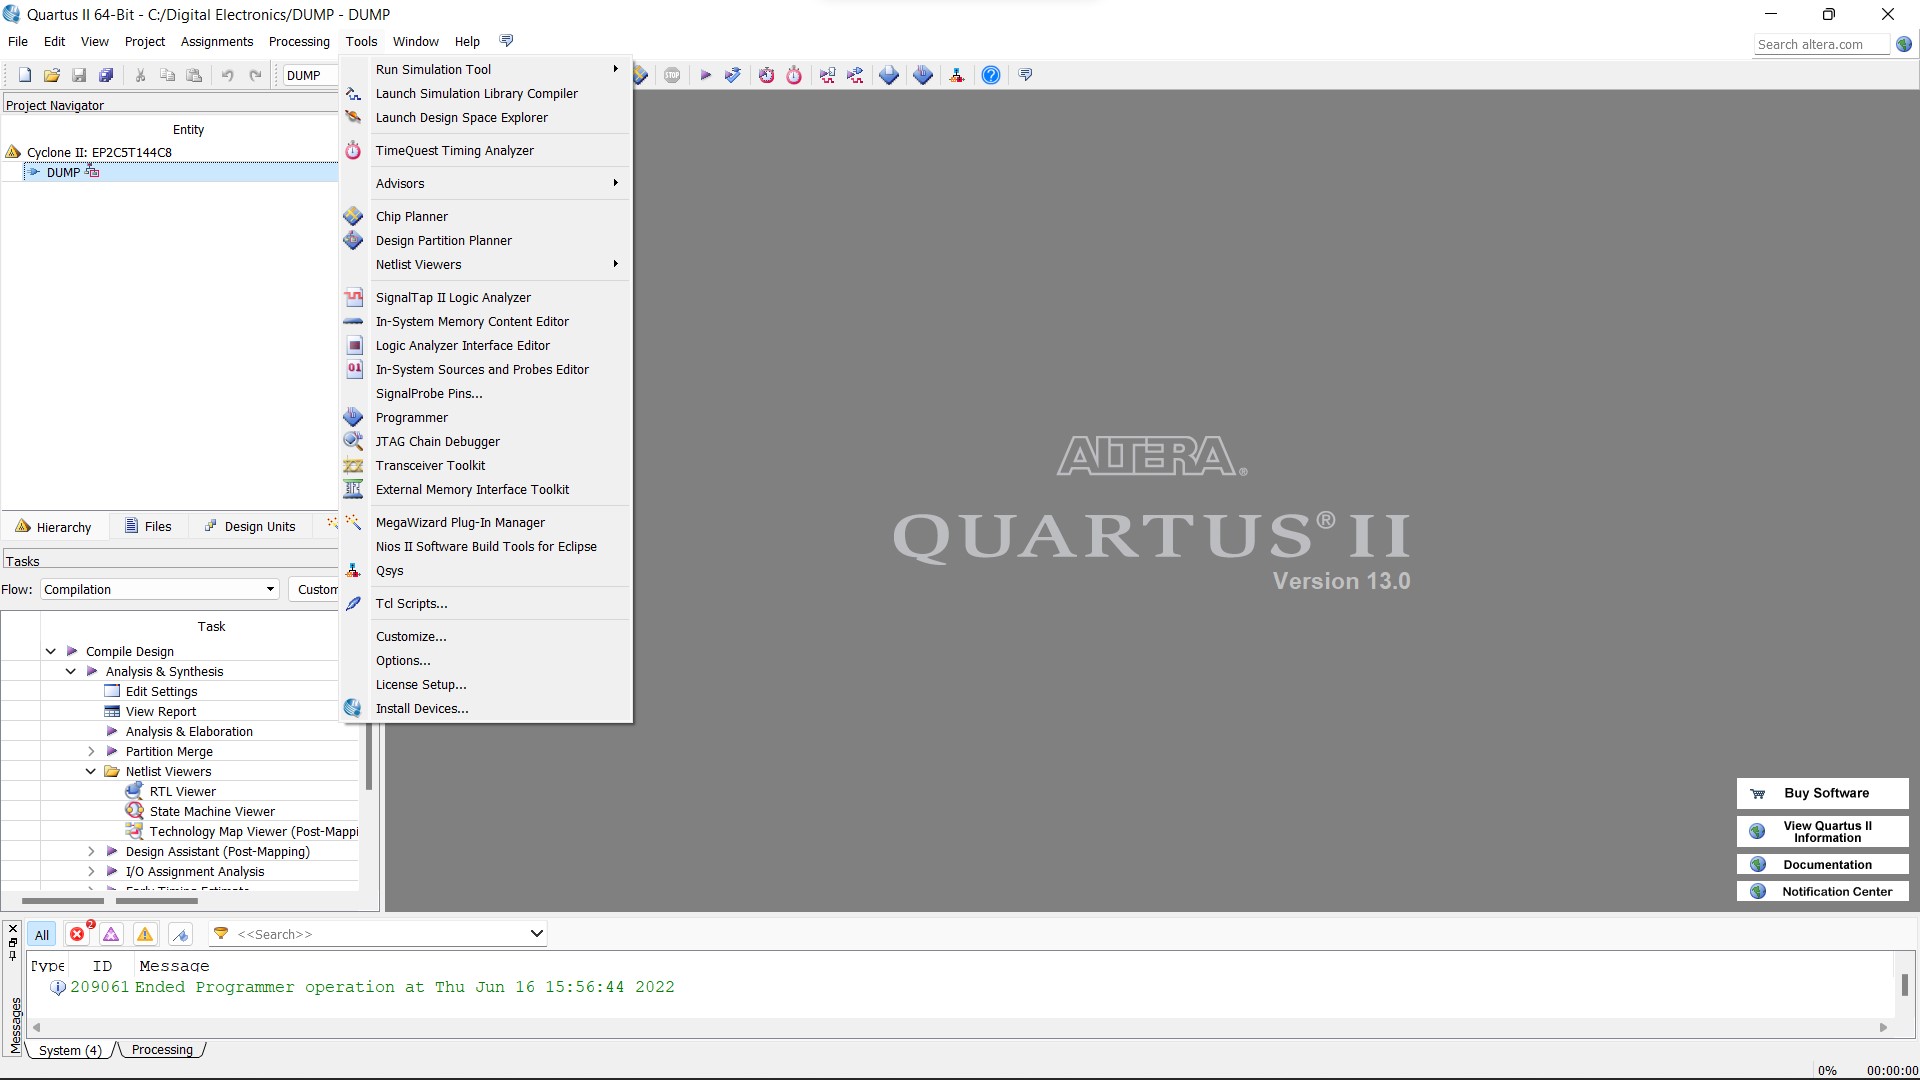 Quartus II 64-Bit - C:/Digital Electronics/DUMP - DUMP
File Edit View Project Assignments Processing Tools Window Help
Search altera.com
DUMP
STOP
Project Navigator
Entity
Cyclone II: EP2C5T144C8
DUMP
Hierarchy Files Design Units
Tasks
Flow: Compilation Custom
Task
Compile Design
Analysis & Synthesis
Edit Settings
View Report
Analysis & Elaboration
Partition Merge
Netlist Viewers
RTL Viewer
State Machine Viewer
Technology Map Viewer (Post-Mappi
Design Assistant (Post-Mapping)
I/O Assignment Analysis
Early Timing Estimate
Run Simulation Tool
Launch Simulation Library Compiler
Launch Design Space Explorer
TimeQuest Timing Analyzer
Advisors
Chip Planner
Design Partition Planner
Netlist Viewers
SignalTap II Logic Analyzer
In-System Memory Content Editor
Logic Analyzer Interface Editor
In-System Sources and Probes Editor
SignalProbe Pins...
Programmer
JTAG Chain Debugger
Transceiver Toolkit
External Memory Interface Toolkit
MegaWizard Plug-In Manager
Nios II Software Build Tools for Eclipse
Qsys
Tcl Scripts...
Customize...
Options...
License Setup...
Install Devices...
ALTERA®
QUARTUS® II
Version 13.0
Buy Software
View Quartus II
Information
Documentation
Notification Center
All 2 <<Search>>
Type ID Message
209061 Ended Programmer operation at Thu Jun 16 15:56:44 2022
Messages
System (4) Processing
0% 00:00:00